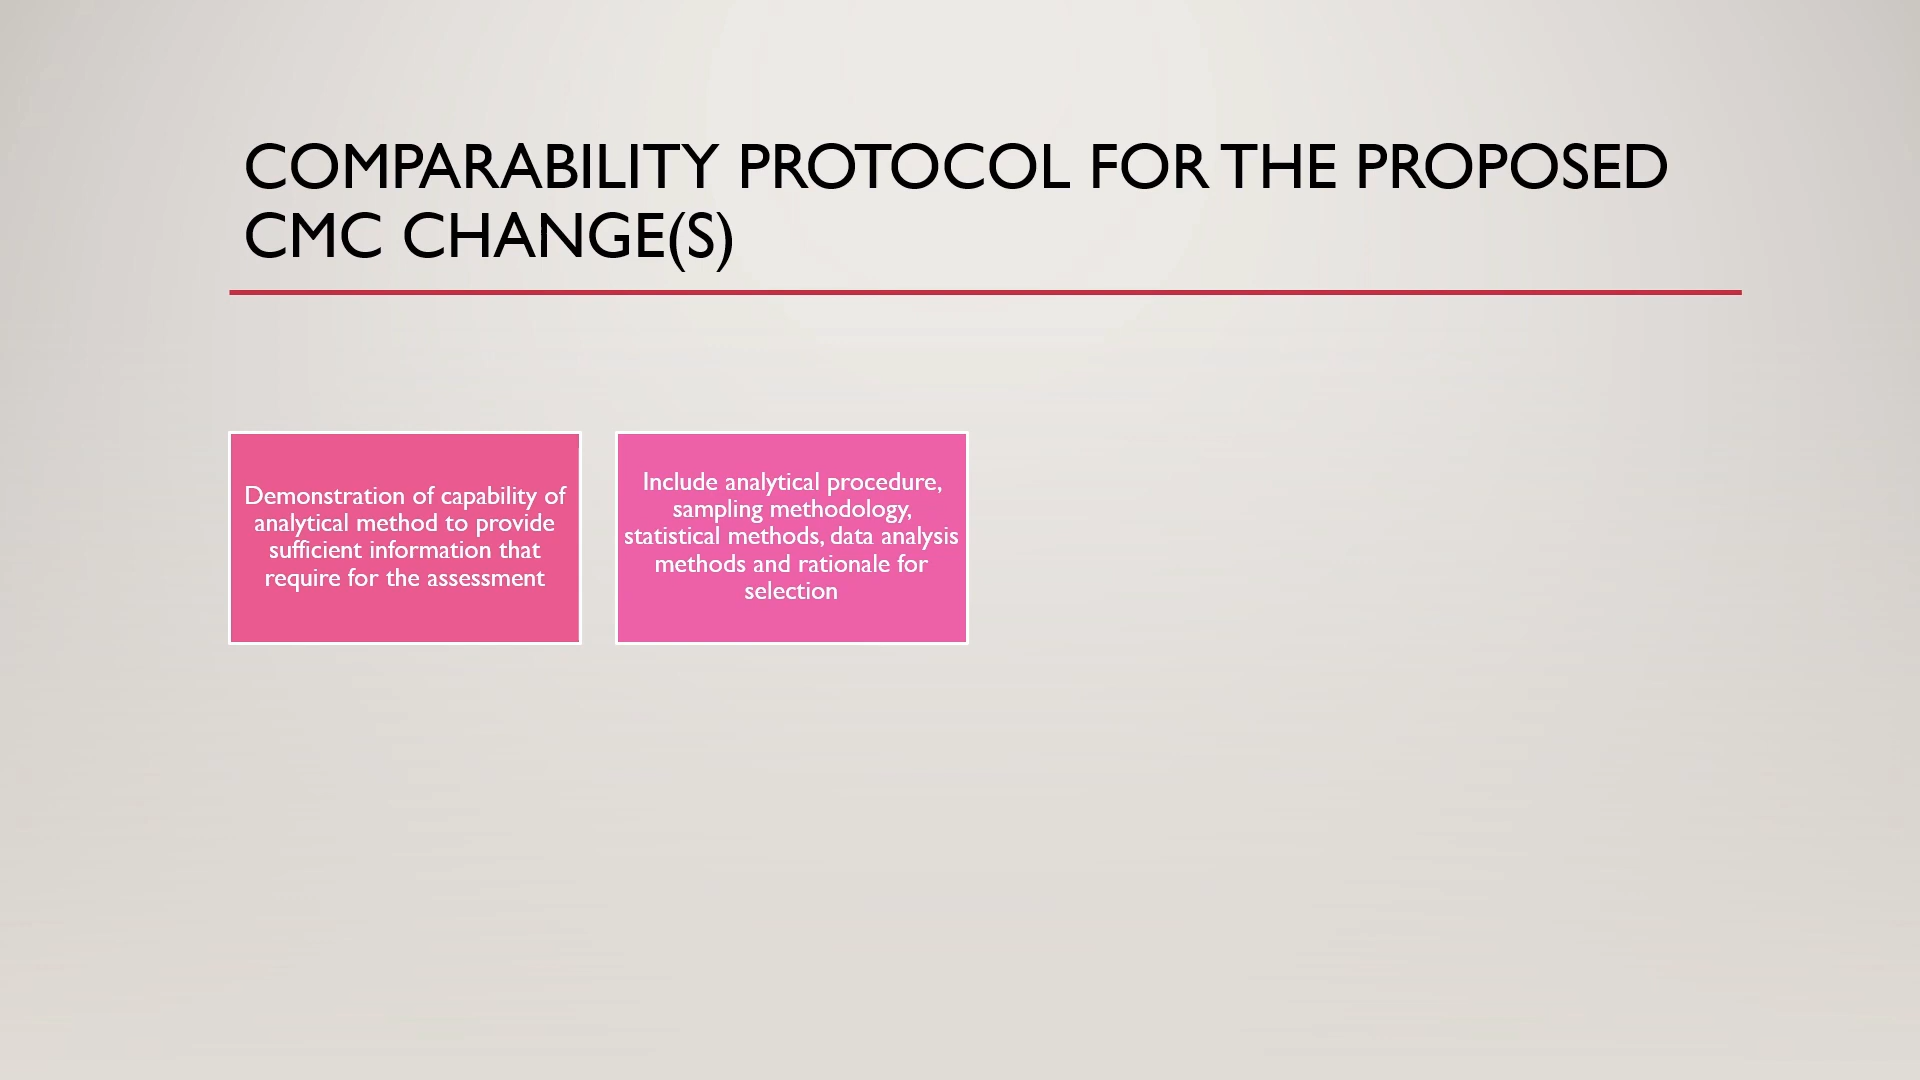 COMPARABILITY PROTOCOL FOR THE PROPOSED
CMC CHANGE(S)
Demonstration of capability of
analytical method to provide
sufficient information that
require for the assessment
Include analytical procedure,
sampling methodology,
statistical methods, data analysis
methods and rationale for
selection